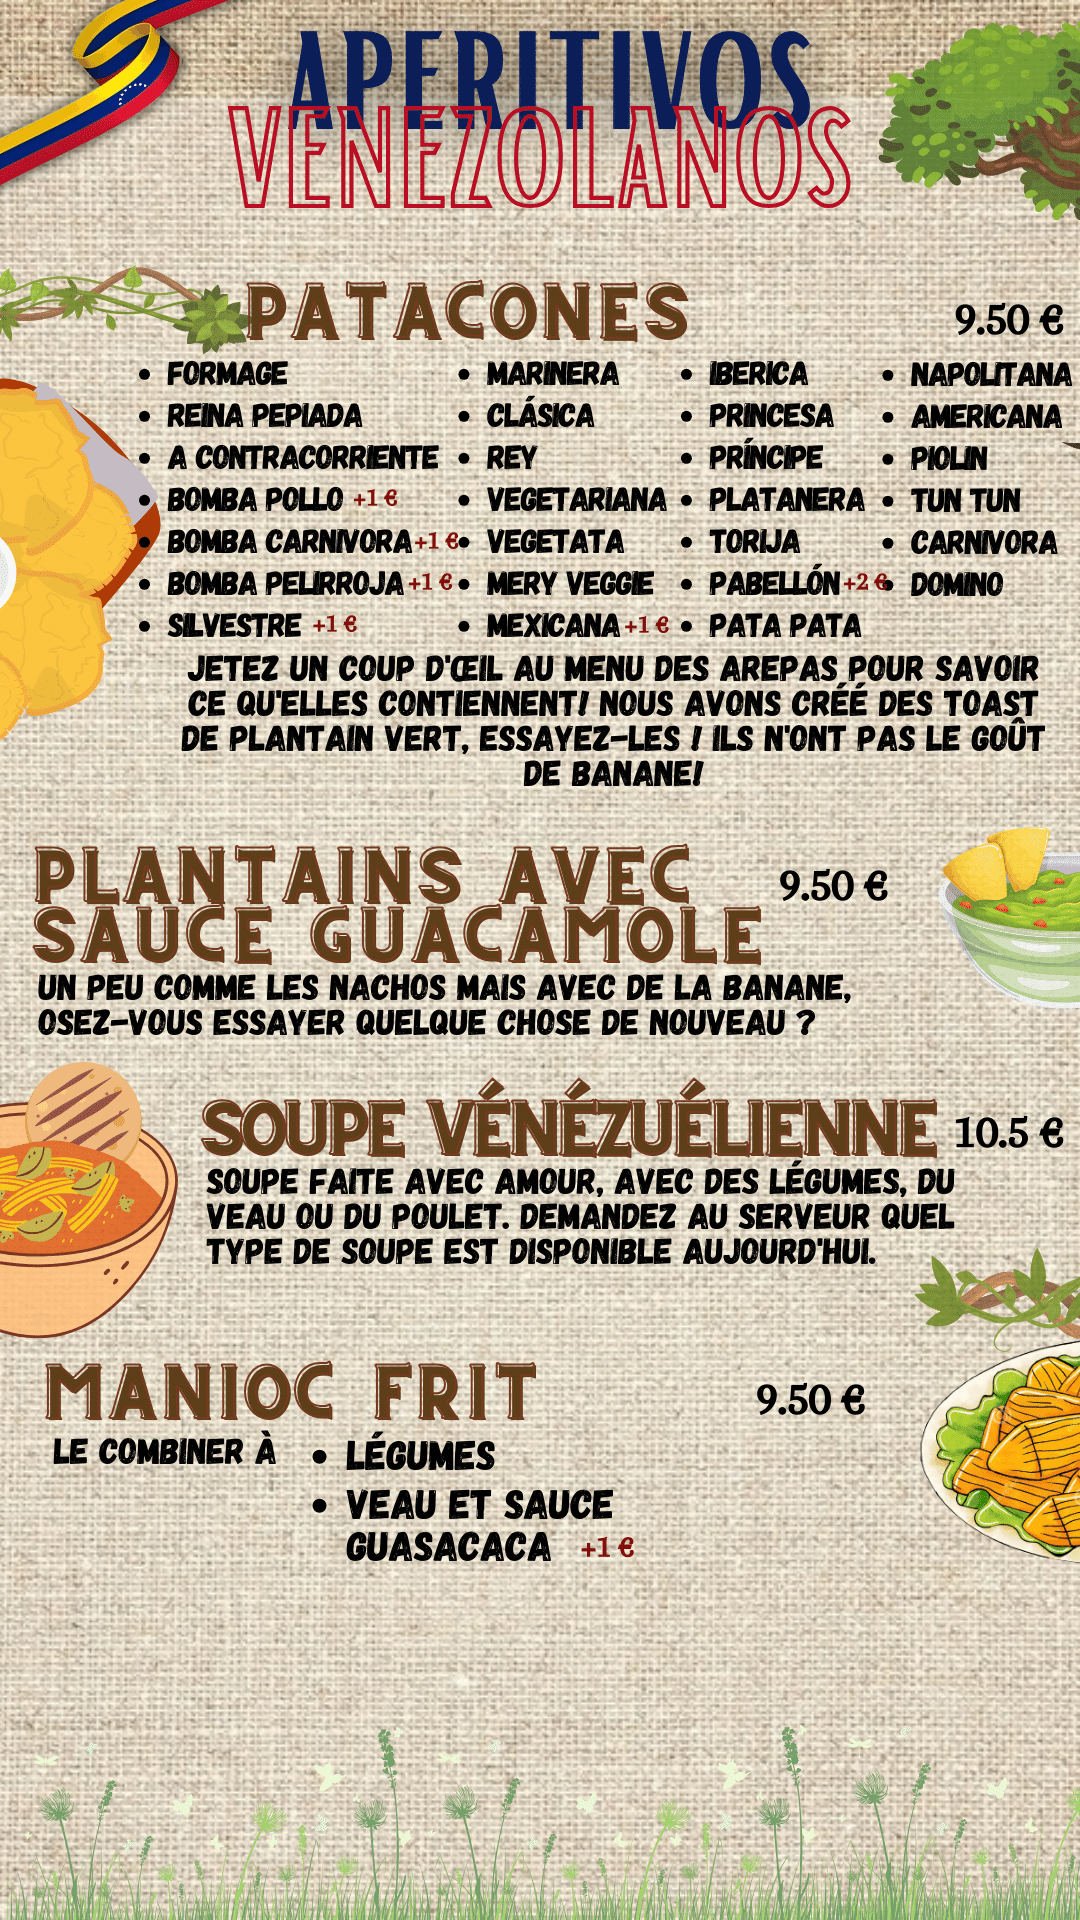 APERITIVOS
VENEZOLANOS
PATACONES
9.50 €
FORMAGE
REINA PEPIADA
A CONTRACORRIENTE
BOMBA POLLO +1 €
BOMBA CARNIVORA +1 €
BOMBA PELIRROJA +1 €
SILVESTRE +1 €
MARINERA
CLÁSICA
REY
VEGETARIANA
VEGETATA
MERY VEGGIE
MEXICANA +1 €
IBERICA
PRINCESA
PRÍNCIPE
PLATANERA
TORIJA
PABELLÓN +2 €
PATA PATA
NAPOLITANA
AMERICANA
PIOLIN
TUN TUN
CARNIVORA
DOMINO
JETEZ UN COUP D'ŒIL AU MENU DES AREPAS POUR SAVOIR
CE QU'ELLES CONTIENNENT! NOUS AVONS CRÉÉ DES TOAST
DE PLANTAIN VERT, ESSAYEZ-LES ! ILS N'ONT PAS LE GOÛT
DE BANANE!
PLANTAINS AVEC
SAUCE GUACAMOLE
9.50 €
UN PEU COMME LES NACHOS MAIS AVEC DE LA BANANE,
OSEZ-VOUS ESSAYER QUELQUE CHOSE DE NOUVEAU ?
SOUPE VÉNÉZUÉLIENNE
10.5 €
SOUPE FAITE AVEC AMOUR, AVEC DES LÉGUMES, DU
VEAU OU DU POULET. DEMANDEZ AU SERVEUR QUEL
TYPE DE SOUPE EST DISPONIBLE AUJOURD'HUI.
MANIOC FRIT
9.50 €
LE COMBINER À
LÉGUMES
VEAU ET SAUCE
GUASACACA +1 €